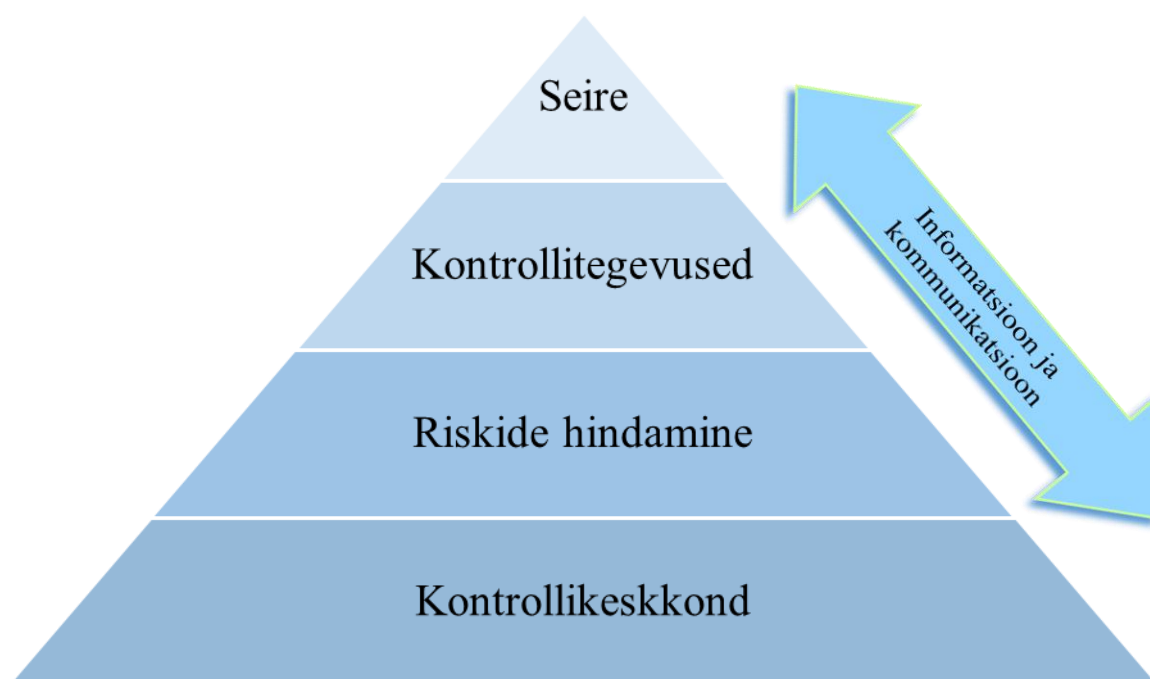 Seire
Kontrollitegevused
Informatsioon ja
kommunikatsioon
Riskide hindamine
Kontrollikeskkond